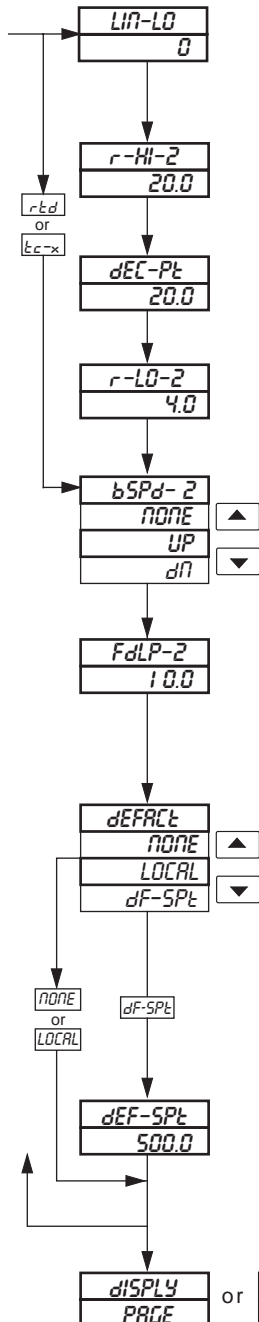 LIN-LO
0
r-HI-2
20.0
rtd
or
tc-x
dEC-Pt
20.0
r-LO-2
4.0
bSPd-2
NONE
UP
dN
FdLP-2
10.0
dEFACt
NONE
LOCAL
dF-SPt
NONE
or
LOCAL
dF-SPt
dEF-SPt
500.0
dISPLY
PAGE
or